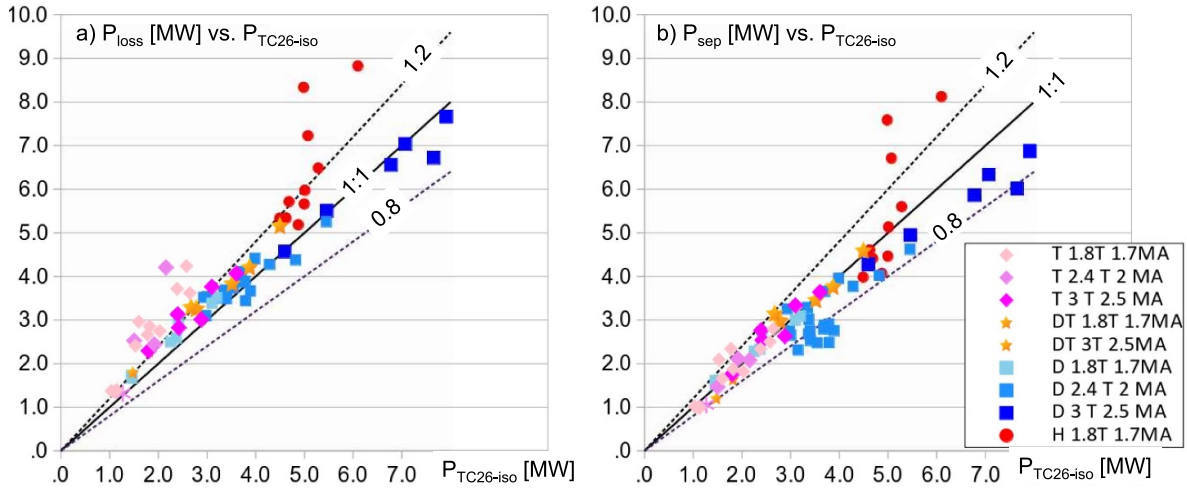 a) P_loss [MW] vs. P_TC26-iso
10.0
9.0
8.0
7.0
6.0
5.0
4.0
3.0
2.0
1.0
.0
1.2
1:1
0.8
.0 1.0 2.0 3.0 4.0 5.0 6.0 7.0
P_TC26-iso [MW]
b) P_sep [MW] vs. P_TC26-iso
10.0
9.0
8.0
7.0
6.0
5.0
4.0
3.0
2.0
1.0
.0
1.2
1:1
0.8
.0 1.0 2.0 3.0 4.0 5.0 6.0 7.0
P_TC26-iso [MW]
T 1.8T 1.7MA
T 2.4 T 2 MA
T 3 T 2.5 MA
DT 1.8T 1.7MA
DT 3T 2.5MA
D 1.8T 1.7MA
D 2.4 T 2 MA
D 3 T 2.5 MA
H 1.8T 1.7MA